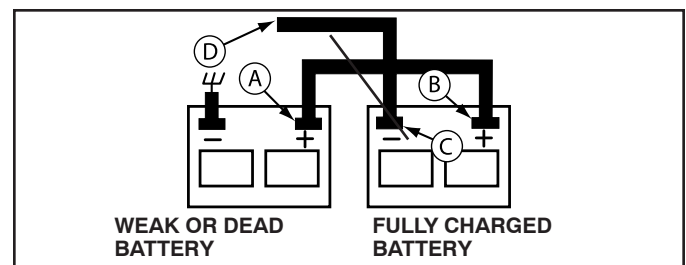 D
A
B
C
− + − +
WEAK OR DEAD
BATTERY
FULLY CHARGED
BATTERY